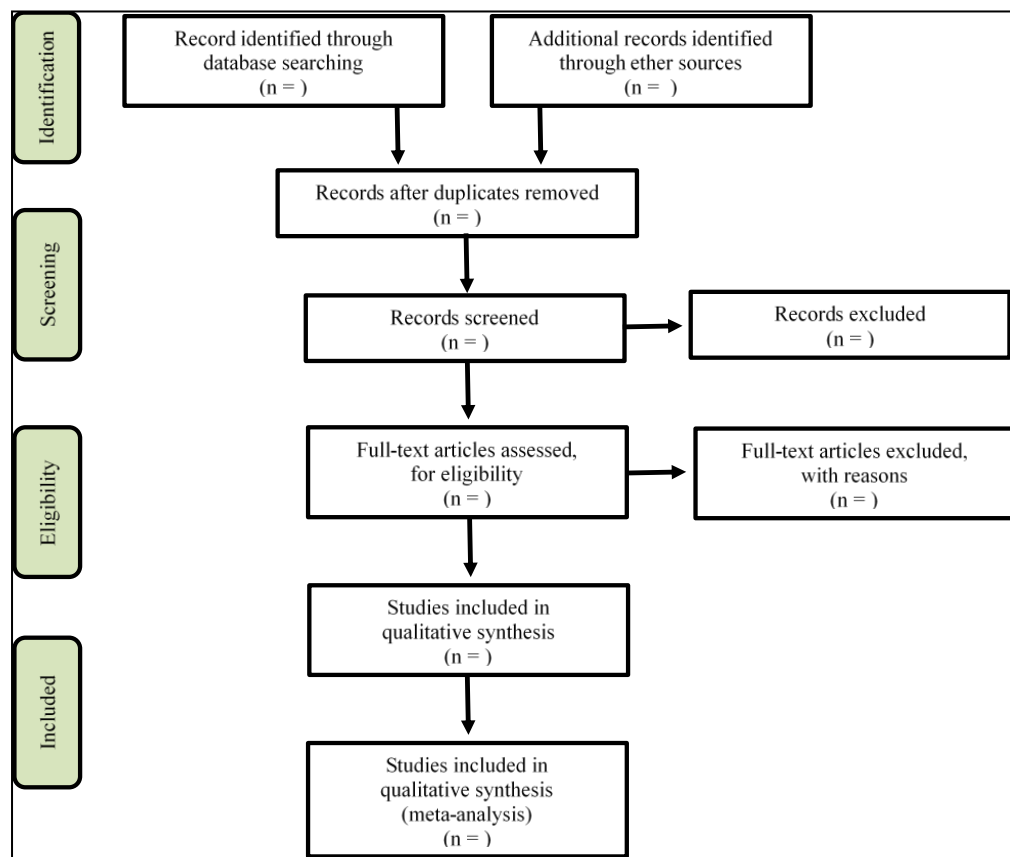 Identification
Record identified through
database searching
(n = )
Additional records identified
through ether sources
(n =  )
Records after duplicates removed
(n = )
Screening
Records screened
(n = )
Records excluded
(n = )
Eligibility
Full-text articles assessed,
for eligibility
(n = )
Full-text articles excluded,
with reasons
(n = )
Studies included in
qualitative synthesis
(n = )
Included
Studies included in
qualitative synthesis
(meta-analysis)
(n = )